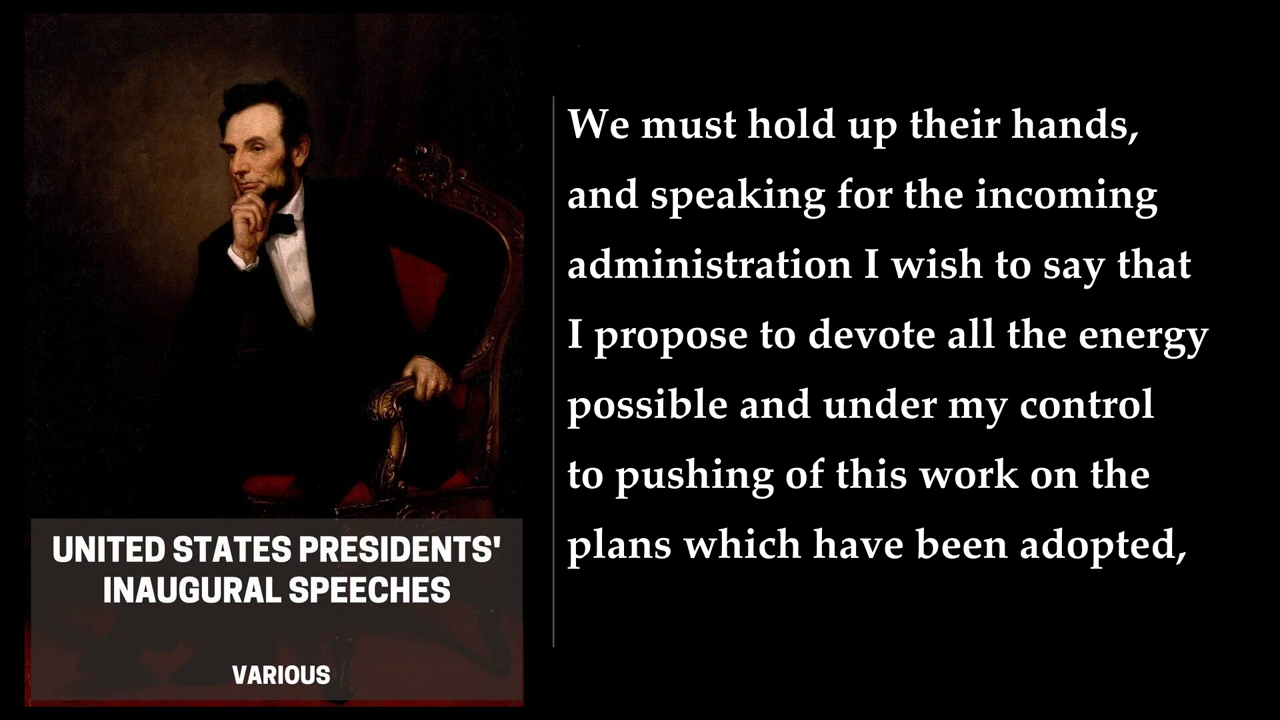 We must hold up their hands,
and speaking for the incoming
administration I wish to say that
I propose to devote all the energy
possible and under my control
to pushing of this work on the
plans which have been adopted,
UNITED STATES PRESIDENTS'
INAUGURAL SPEECHES
VARIOUS